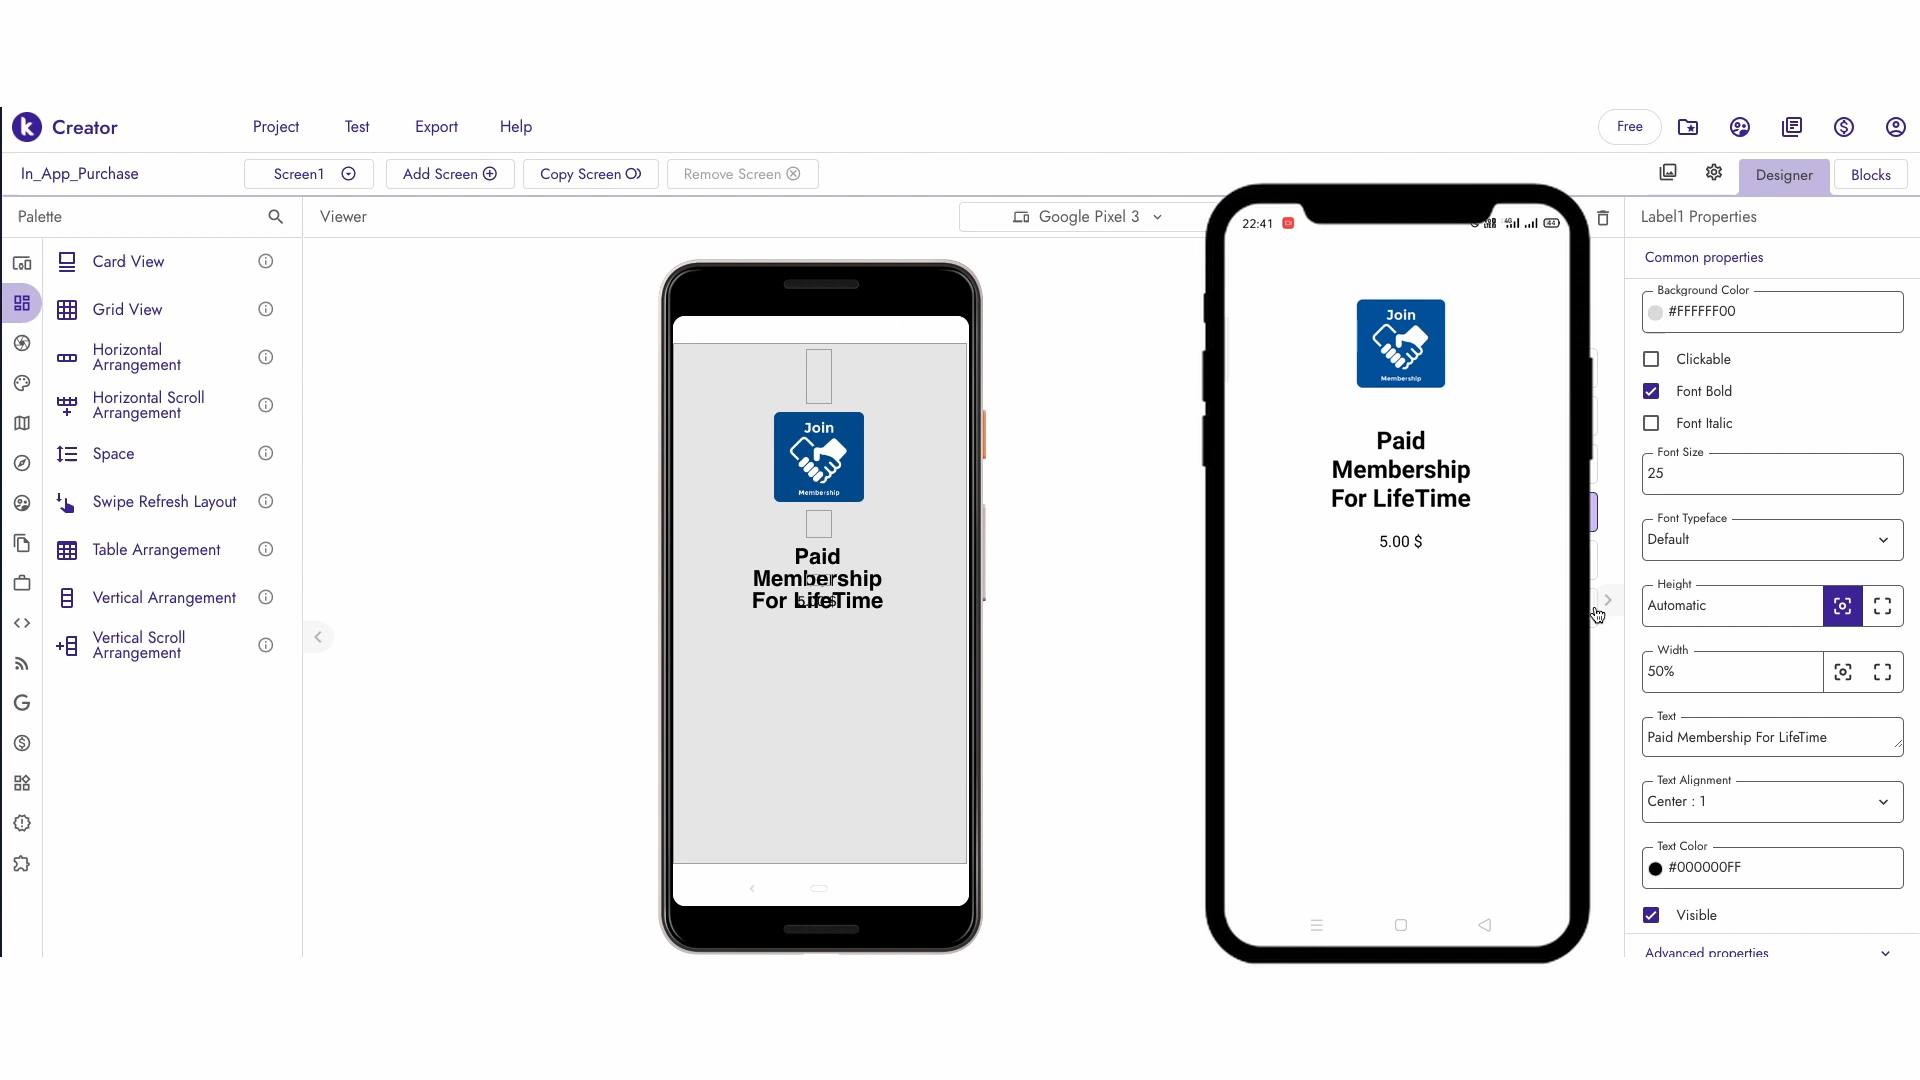 Creator
Project
Test
Export
Help
Free
In_App_Purchase
Screen1
Add Screen
Copy Screen
Remove Screen
Designer
Blocks
Palette
Viewer
Google Pixel 3
Label1 Properties
Card View
Grid View
Horizontal
Arrangement
Horizontal Scroll
Arrangement
Space
Swipe Refresh Layout
Table Arrangement
Vertical Arrangement
Vertical Scroll
Arrangement
Join
Membership
Paid
Membership
For LifeTime
22:41
4G
44
Join
Membership
Paid
Membership
For LifeTime
5.00 $
Common properties
Background Color
#FFFFFF00
Clickable
Font Bold
Font Italic
Font Size
25
Font Typeface
Default
Height
Automatic
Width
50%
Text
Paid Membership For LifeTime
Text Alignment
Center : 1
Text Color
#000000FF
Visible
Advanced properties